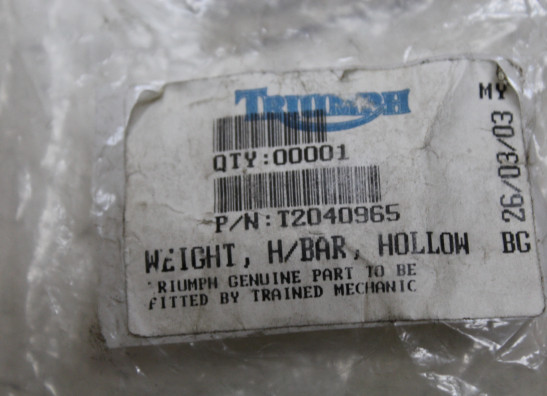 TRIUMPH
QTY:00001
P/N:T2040965
WEIGHT, H/BAR, HOLLOW BG
TRIUMPH GENUINE PART TO BE
FITTED BY TRAINED MECHANIC
MY
26/03/03